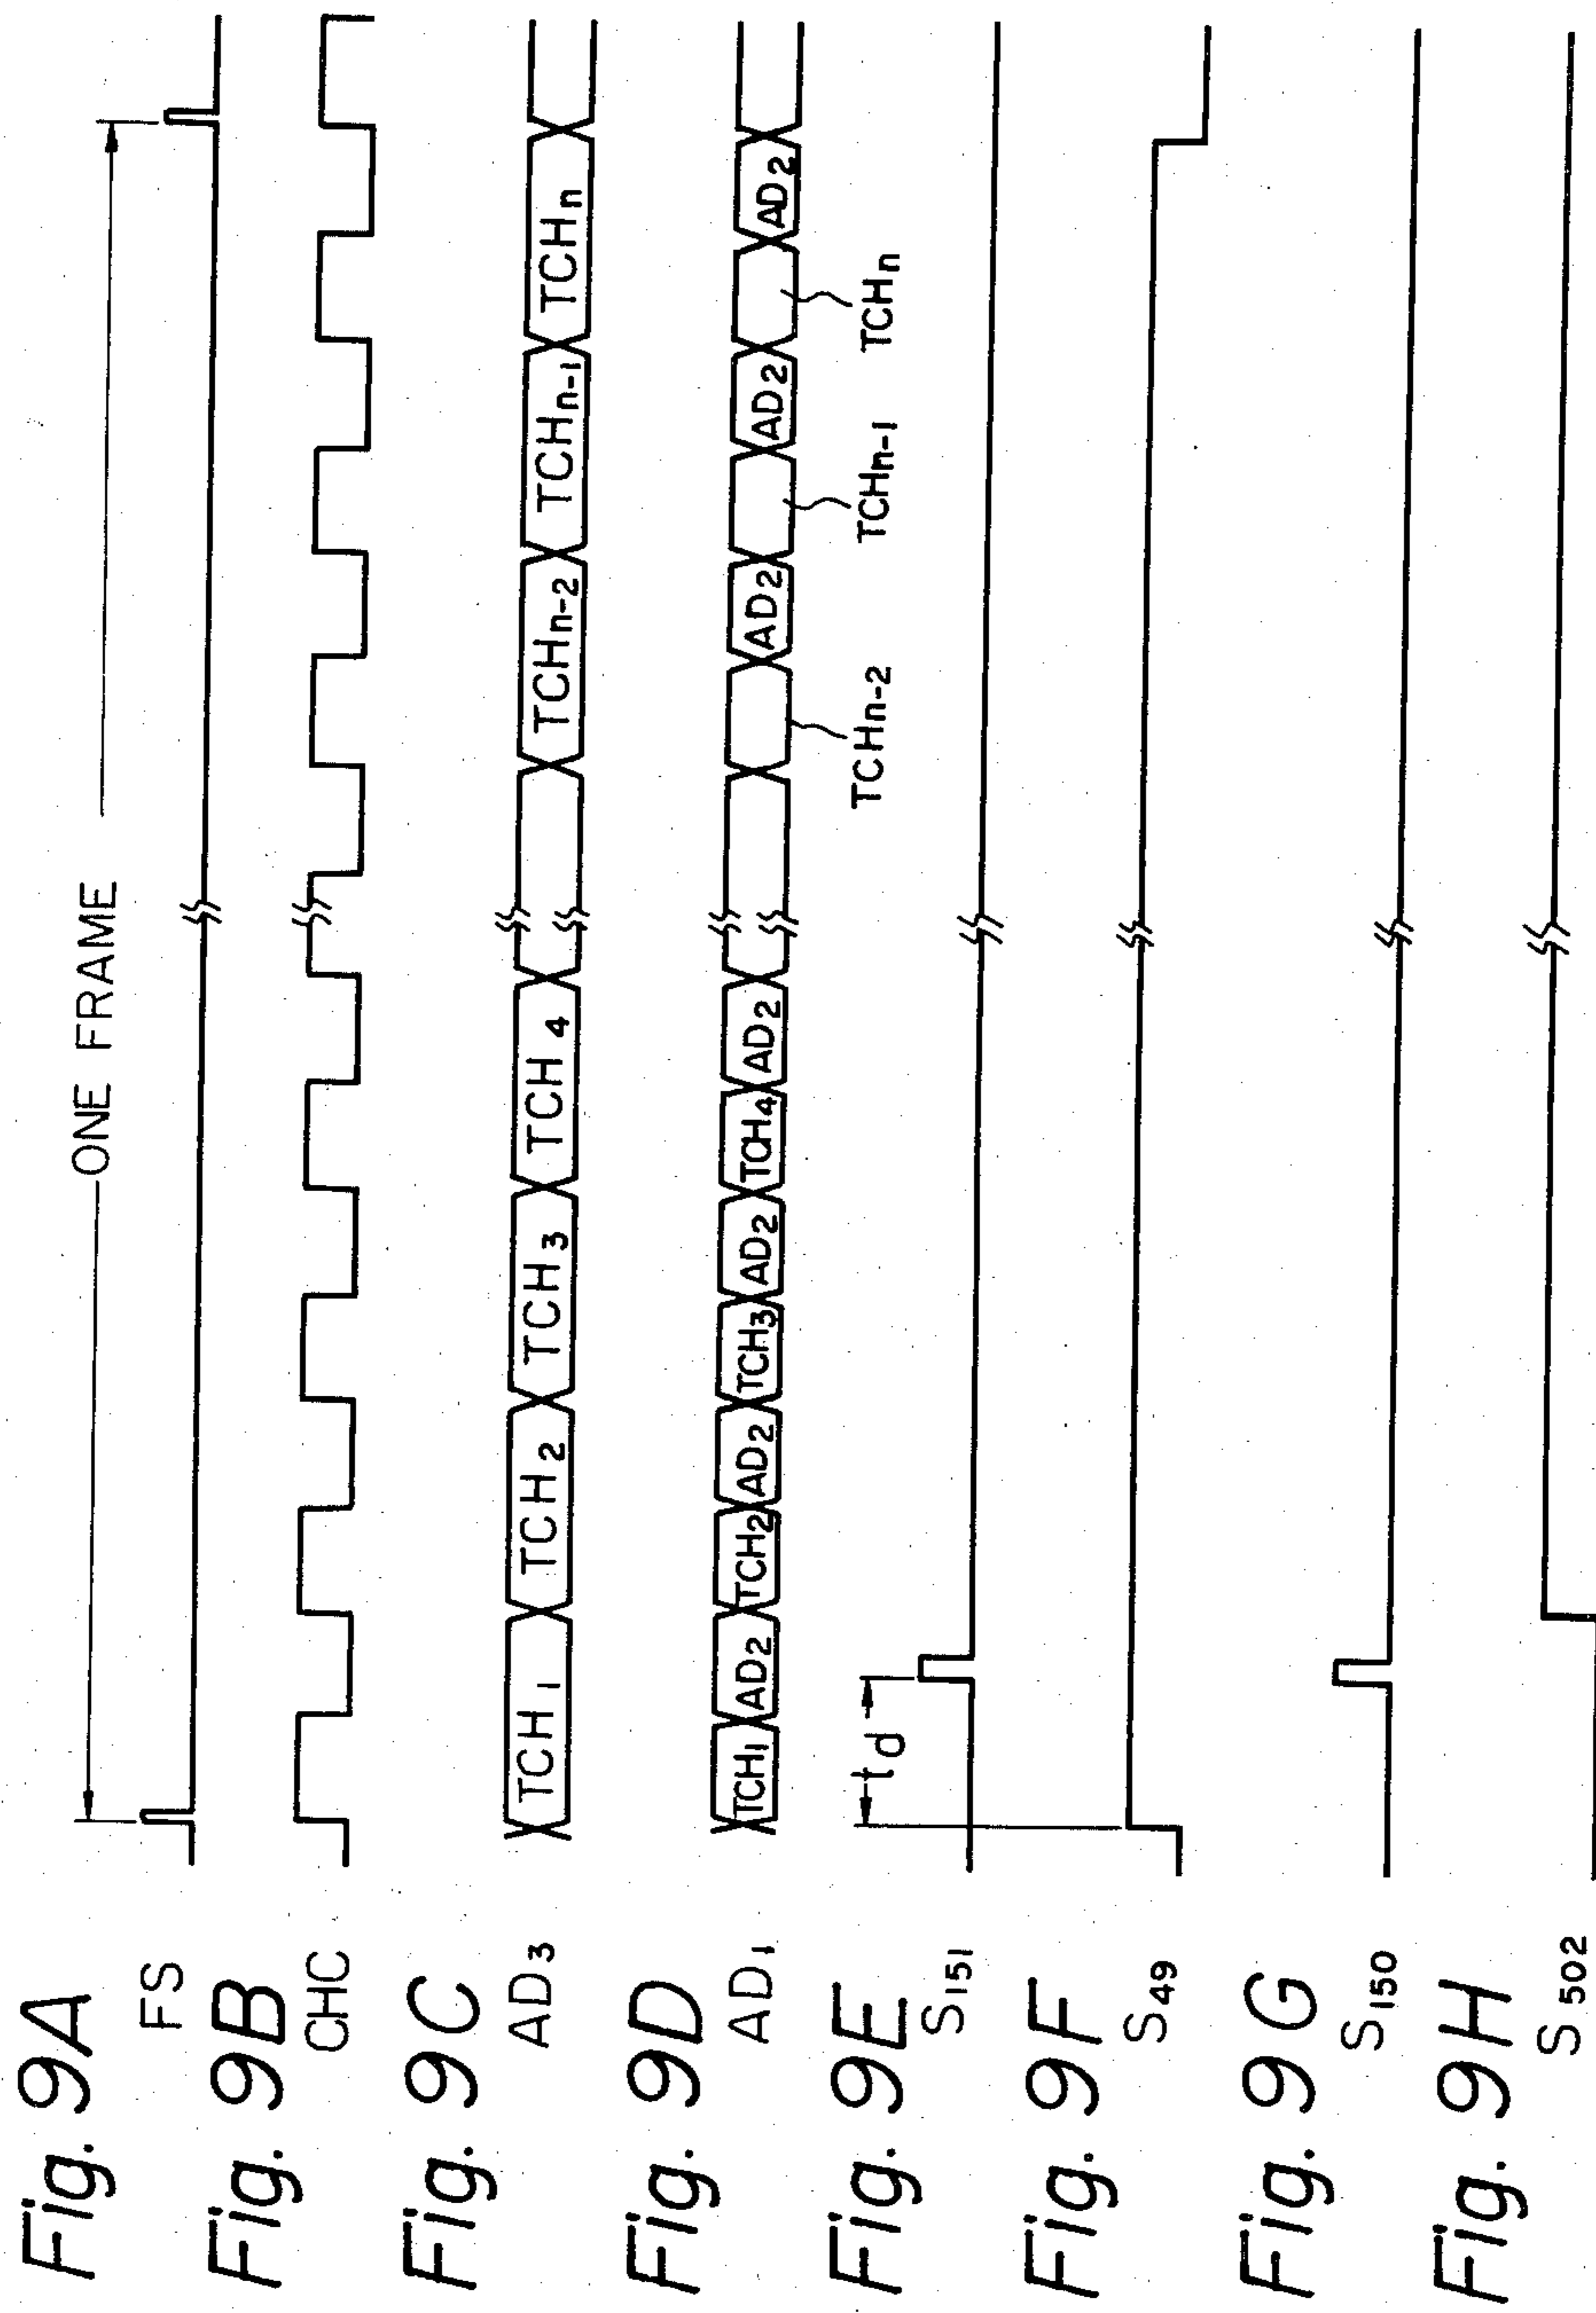 Fig. 9A
ONE FRAME
FS
Fig. 9B
CHC
Fig. 9C
AD3
TCH1 TCH2 TCH3 TCH4 TCHn-2 TCHn-1 TCHn
Fig. 9D
AD1
TCH1 AD2 TCH2 AD2 TCH3 AD2 TCH4 AD2 AD2 AD2 AD2
TCHn-2 TCHn-1 TCHn
Fig. 9E
S151
td
Fig. 9F
S49
Fig. 9G
S150
Fig. 9H
S502